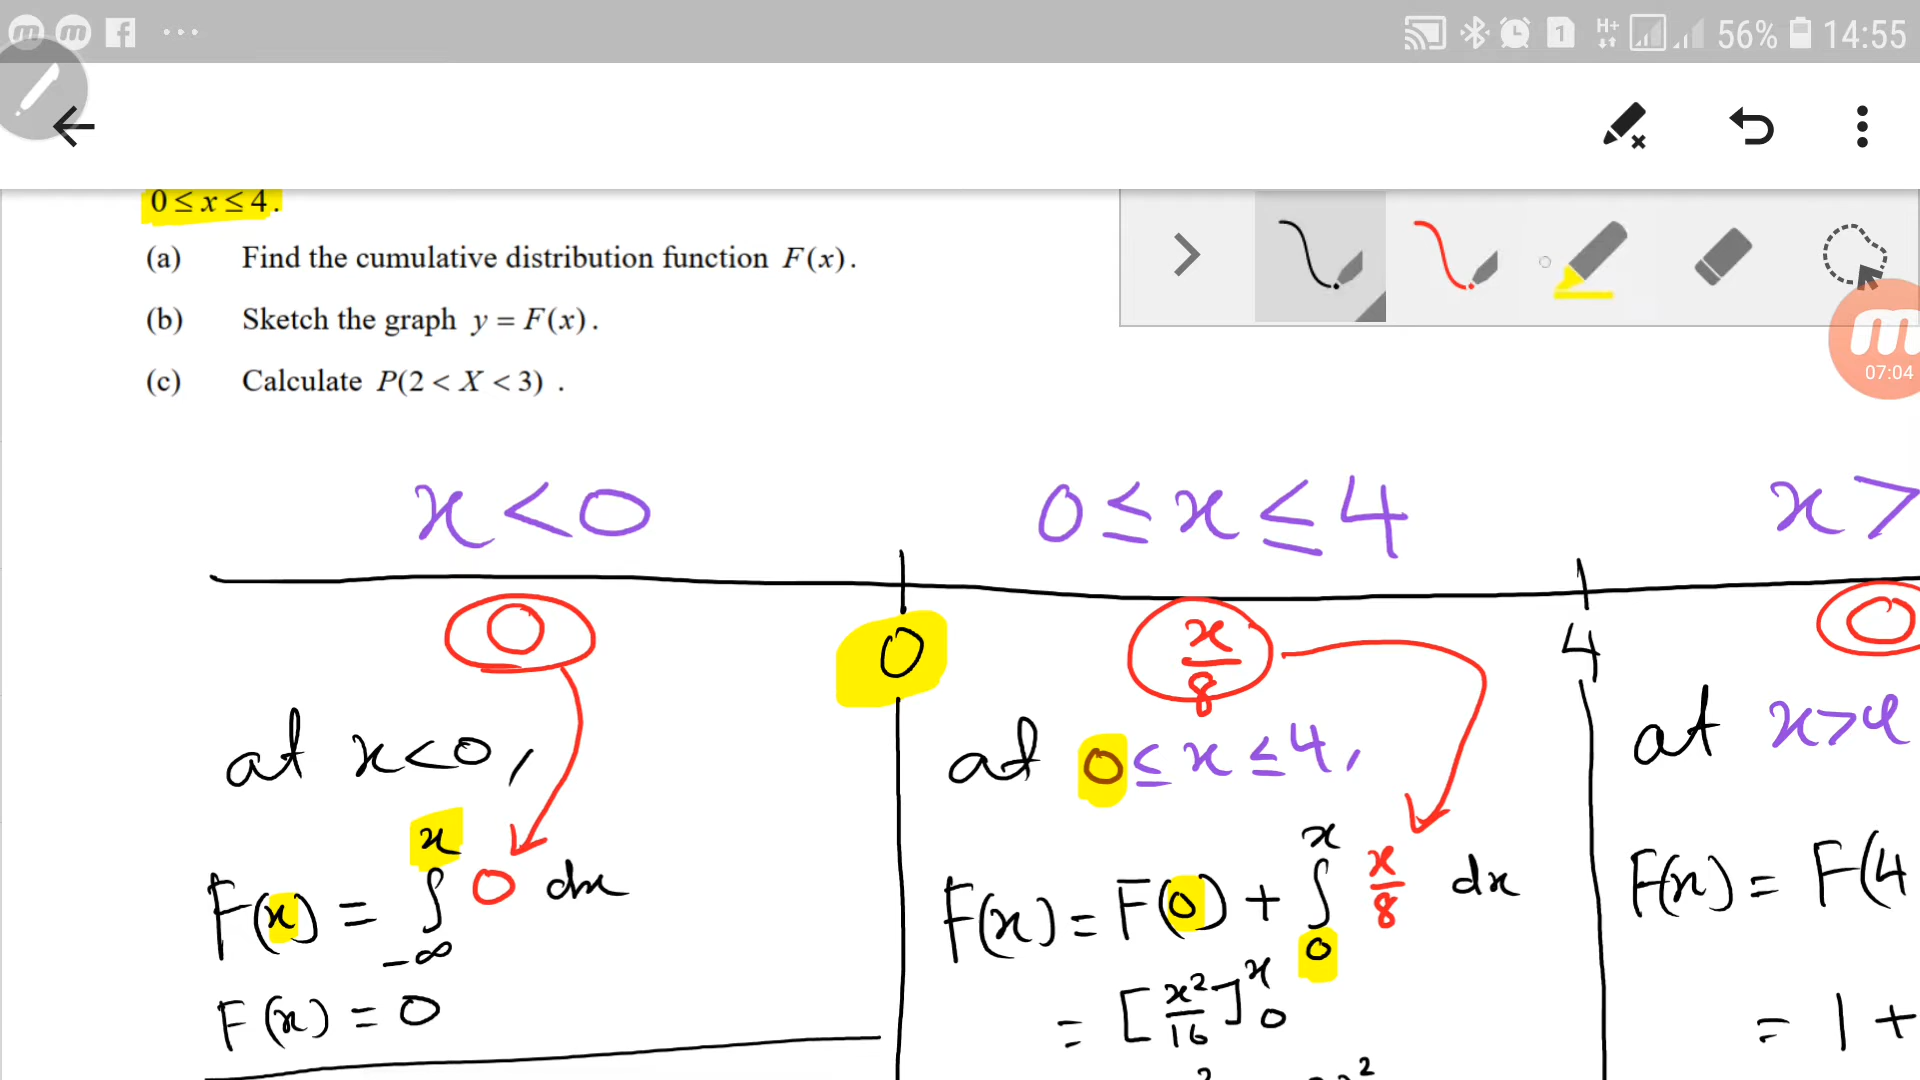 56% 14:55
0 ≤ x ≤ 4.
(a) Find the cumulative distribution function F(x).
(b) Sketch the graph y = F(x).
(c) Calculate P(2 < X < 3) .
07:04
x < 0
0 ≤ x ≤ 4
x >
0
0
x/8
4
0
at x<0,
at 0 ≤ x ≤ 4,
at x>4
F(x) = ∫_{-∞}^{x} 0 dx
F(x) = F(0) + ∫_{0}^{x} x/8 dx
F(x) = F(4
F(x) = 0
= [x²/16]_{0}^{x}
= 1 +